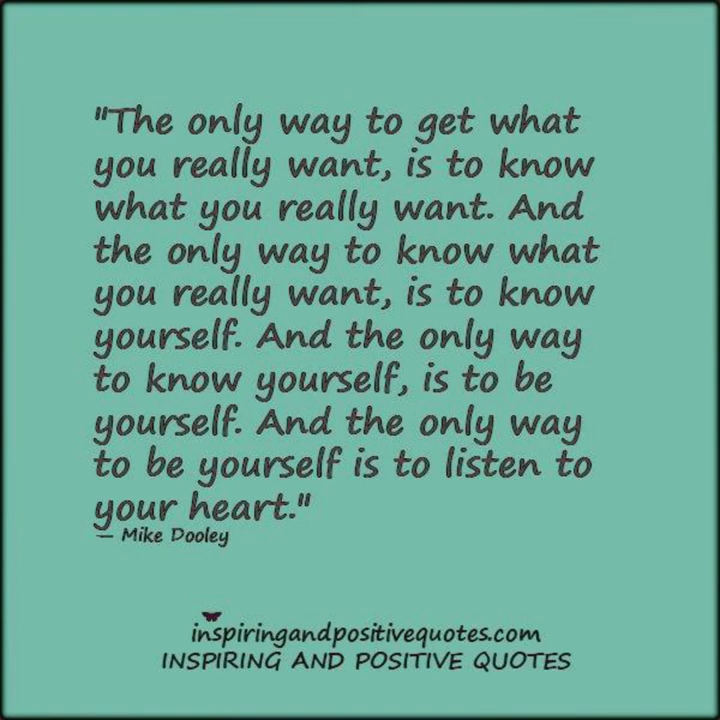 "The only way to get what
you really want, is to know
what you really want. And
the only way to know what
you really want, is to know
yourself. And the only way
to know yourself, is to be
yourself. And the only way
to be yourself is to listen to
your heart."
— Mike Dooley
inspiringandpositivequotes.com
INSPIRING AND POSITIVE QUOTES